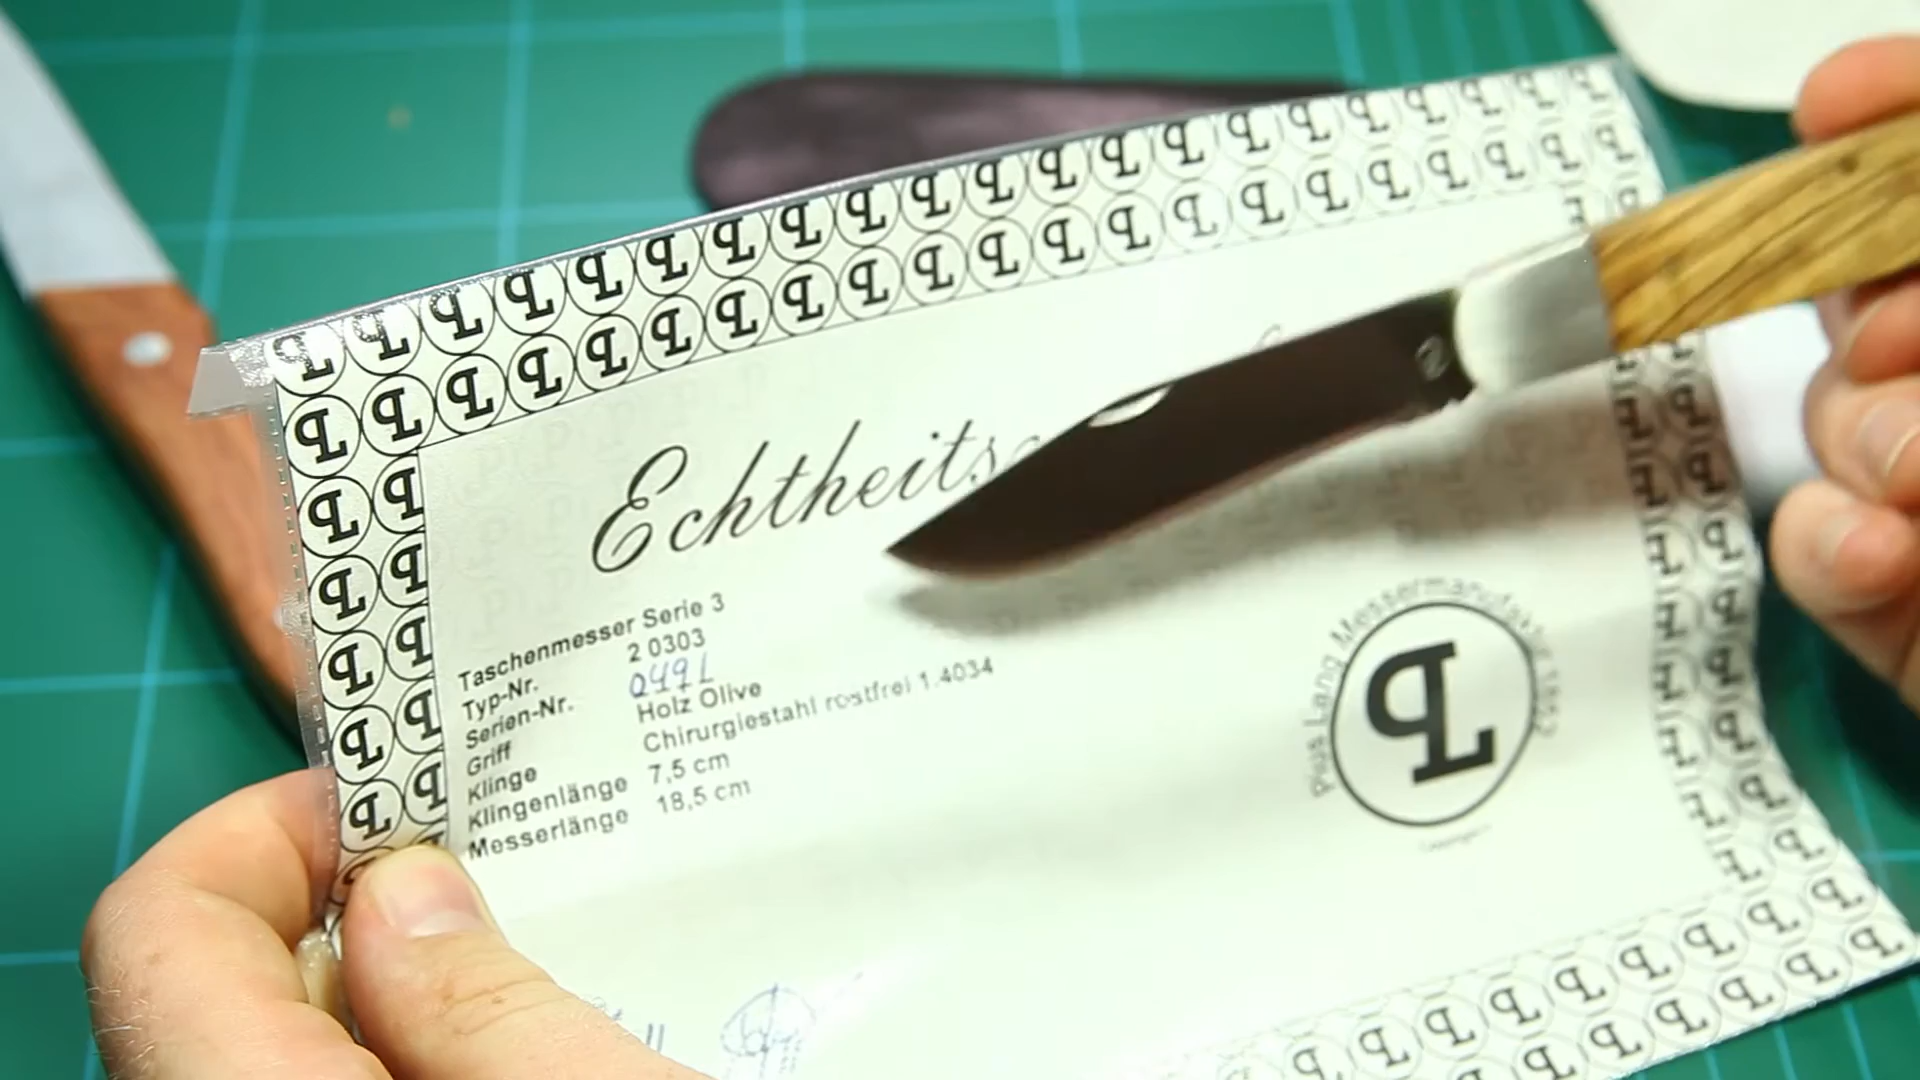 Echtheits
Taschenmesser Serie 3
Typ-Nr. 2 0303
Serien-Nr. 0491
Griff Holz Olive
Klinge Chirurgiestahl rostfrei 1.4034
Klingenlänge 7,5 cm
Messerlänge 18,5 cm
Pius Lang Messermanufaktur 1952
PL